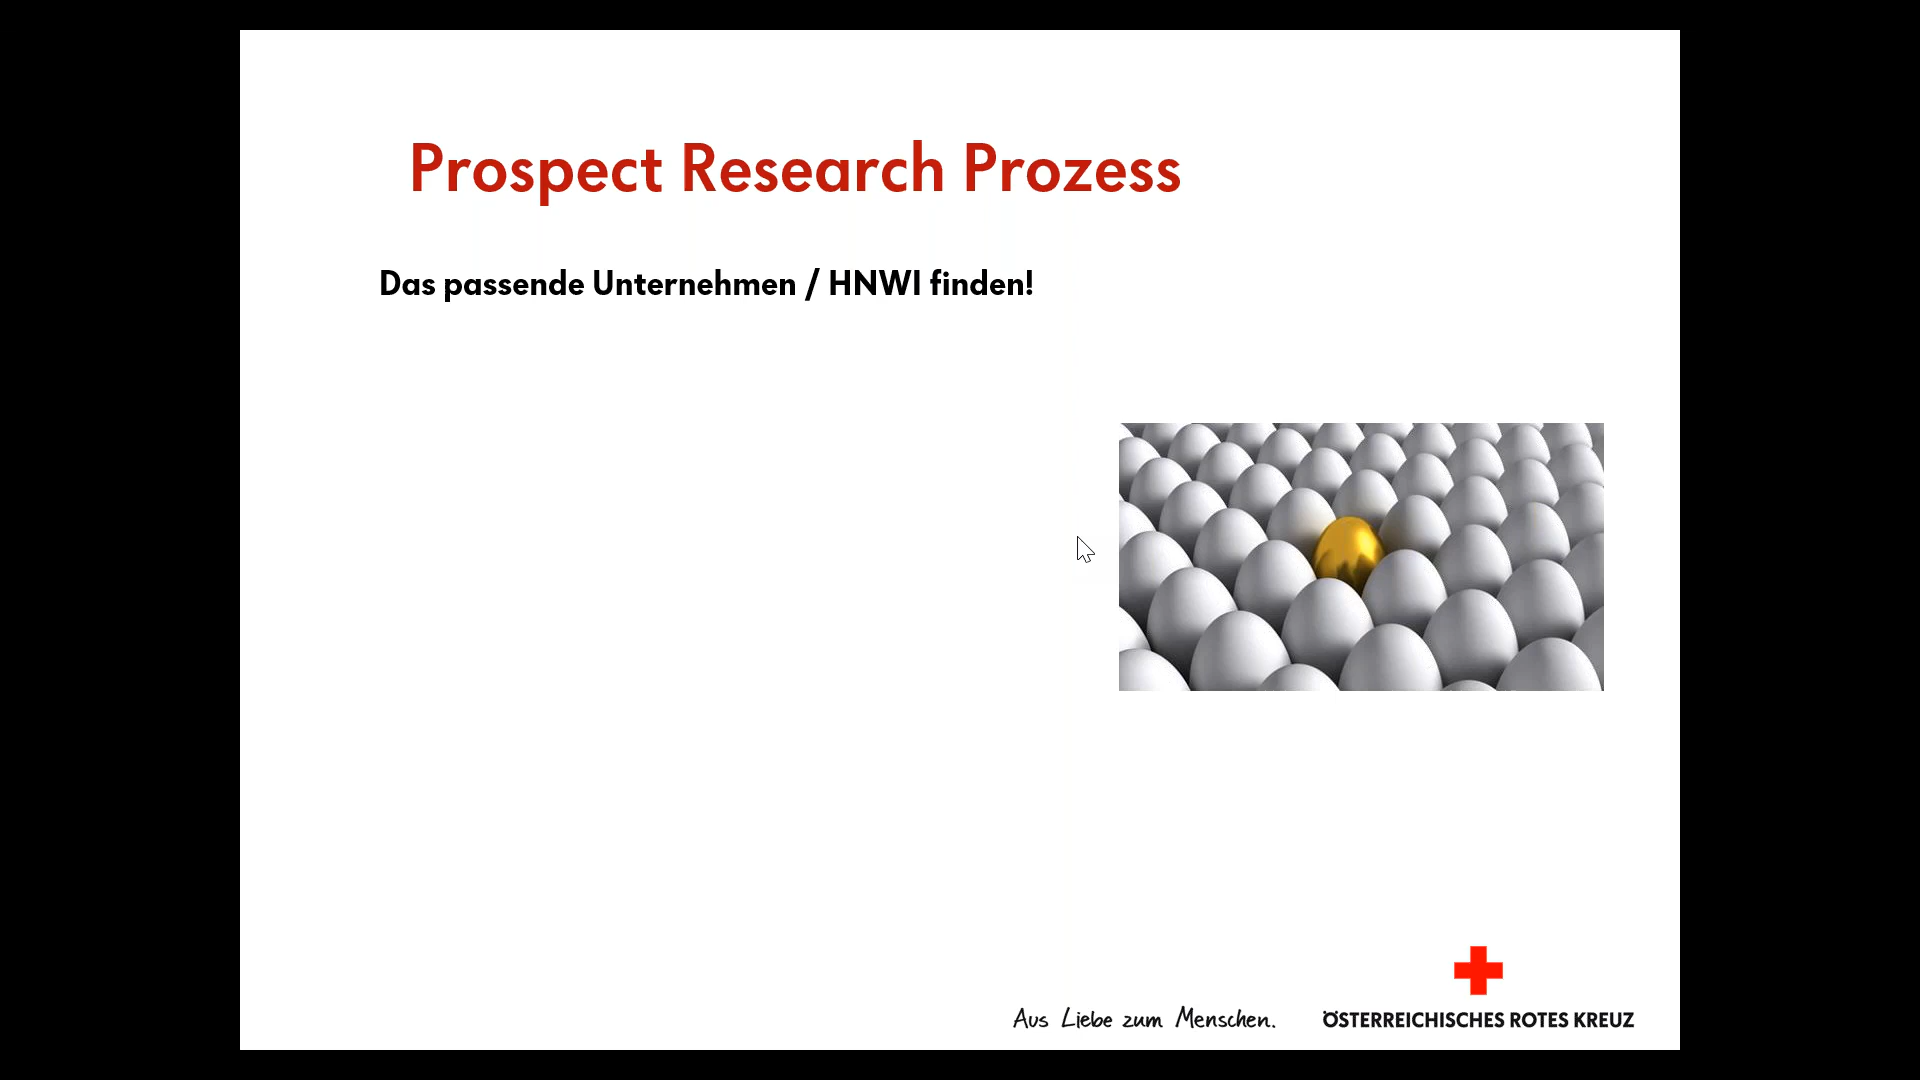 Prospect Research Prozess
Das passende Unternehmen / HNWI finden!
Aus Liebe zum Menschen.
ÖSTERREICHISCHES ROTES KREUZ